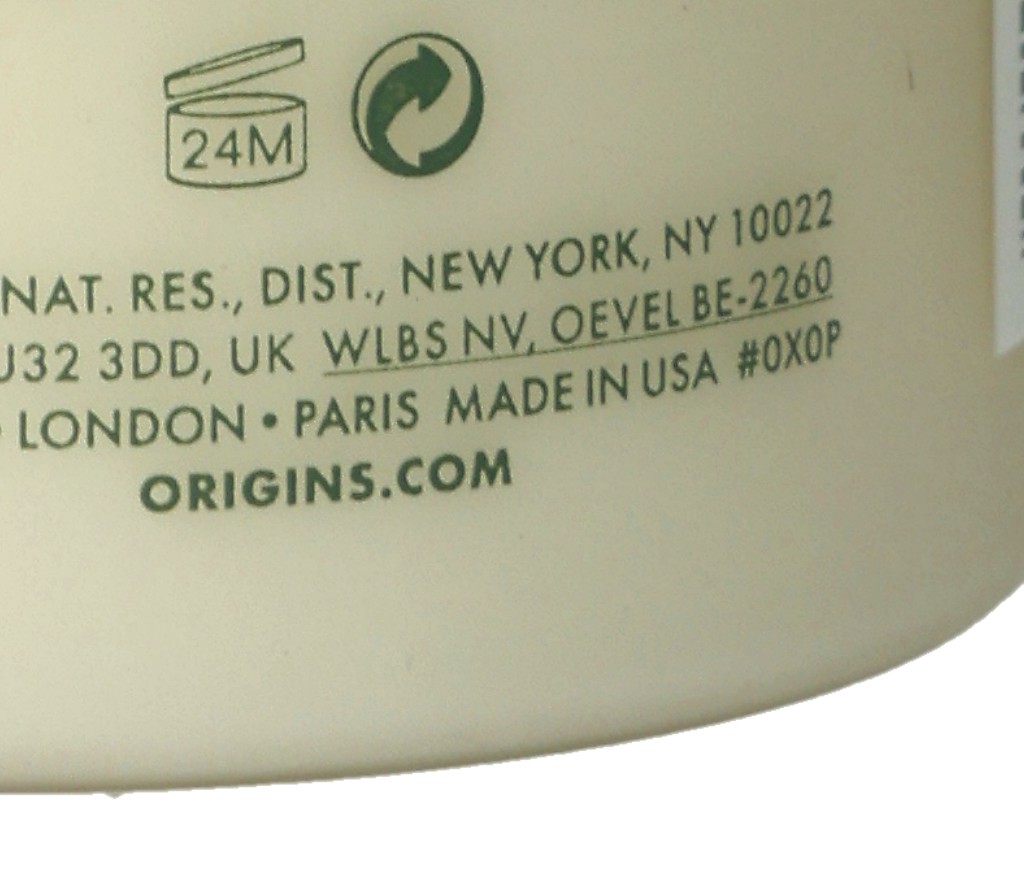 24M
NAT. RES., DIST., NEW YORK, NY 10022
U32 3DD, UK WLBS NV, OEVEL BE-2260
• LONDON • PARIS MADE IN USA #0X0P
ORIGINS.COM